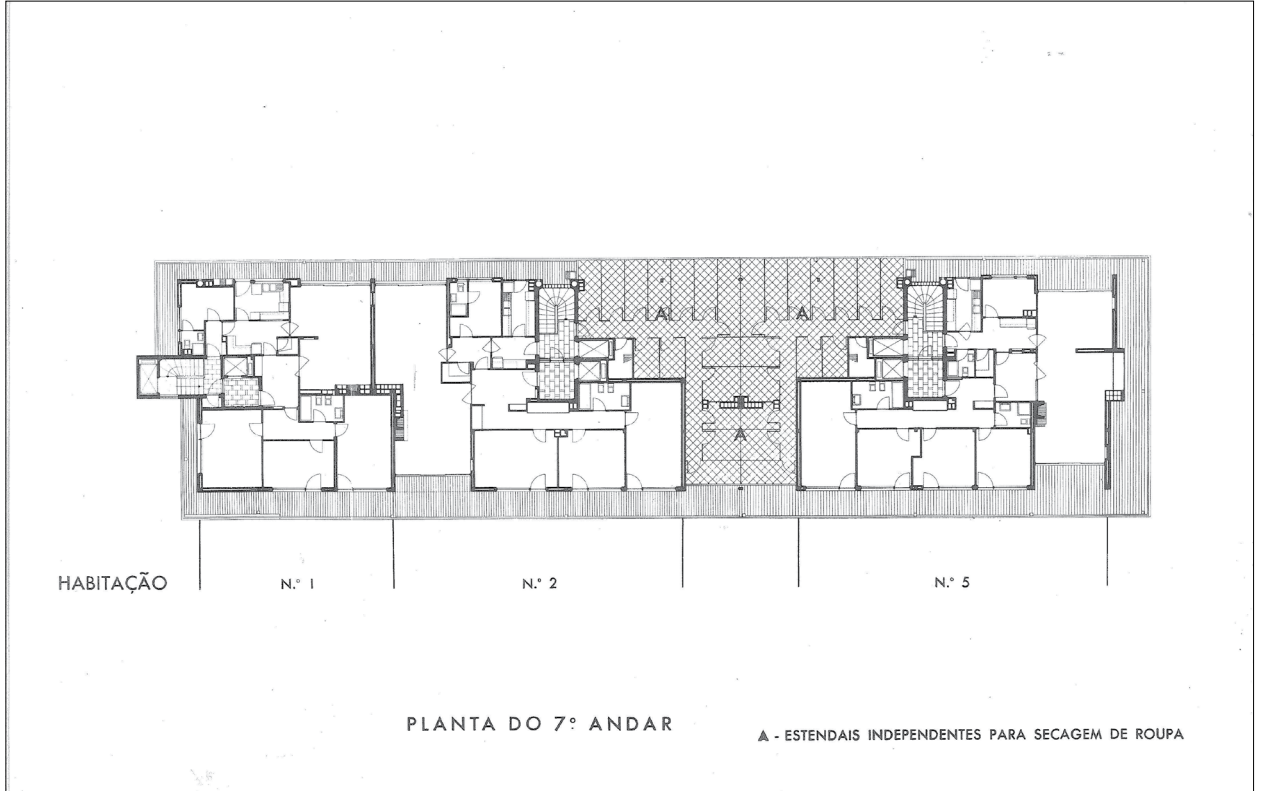 A A
A
HABITAÇÃO N.º 1 N.º 2 N.º 5
PLANTA DO 7º ANDAR
A - ESTENDAIS INDEPENDENTES PARA SECAGEM DE ROUPA